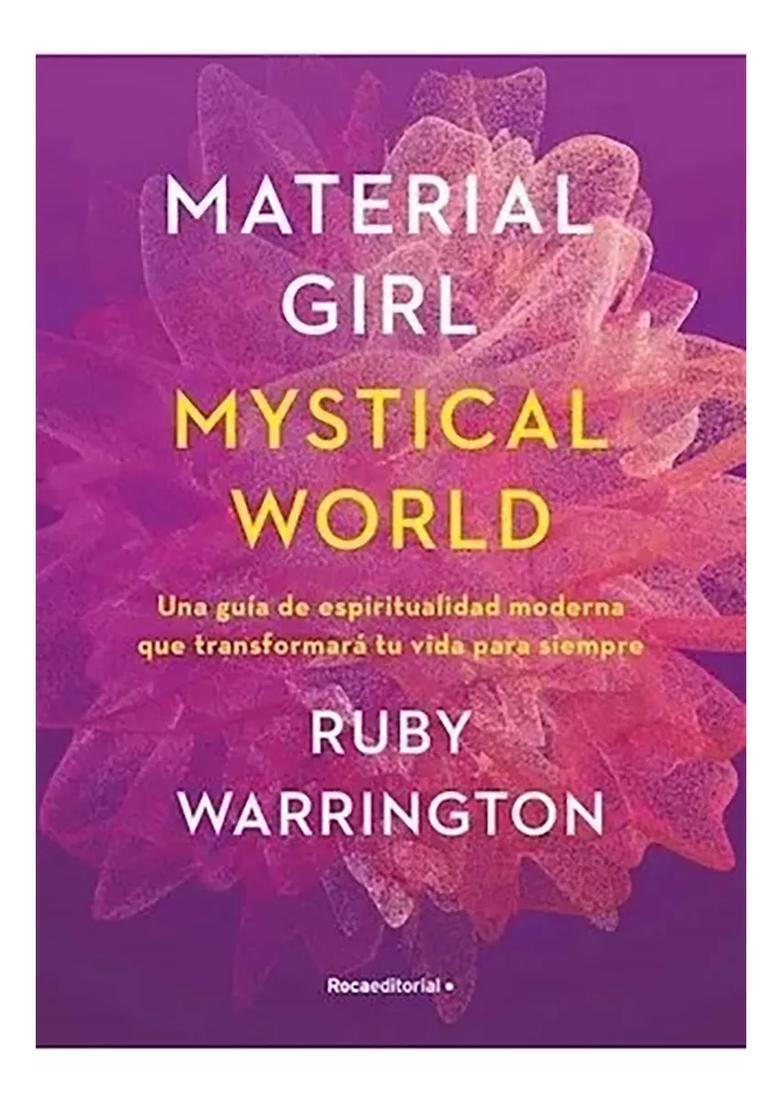 MATERIAL
GIRL
MYSTICAL
WORLD
Una guía de espiritualidad moderna
que transformará tu vida para siempre
RUBY
WARRINGTON
Rocaeditorial